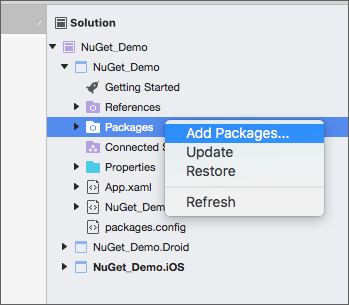 Solution
NuGet_Demo
NuGet_Demo
Getting Started
References
Packages
Add Packages...
Update
Connected S
Restore
Properties
App.xaml
Refresh
NuGet_Demo
packages.config
NuGet_Demo.Droid
NuGet_Demo.iOS